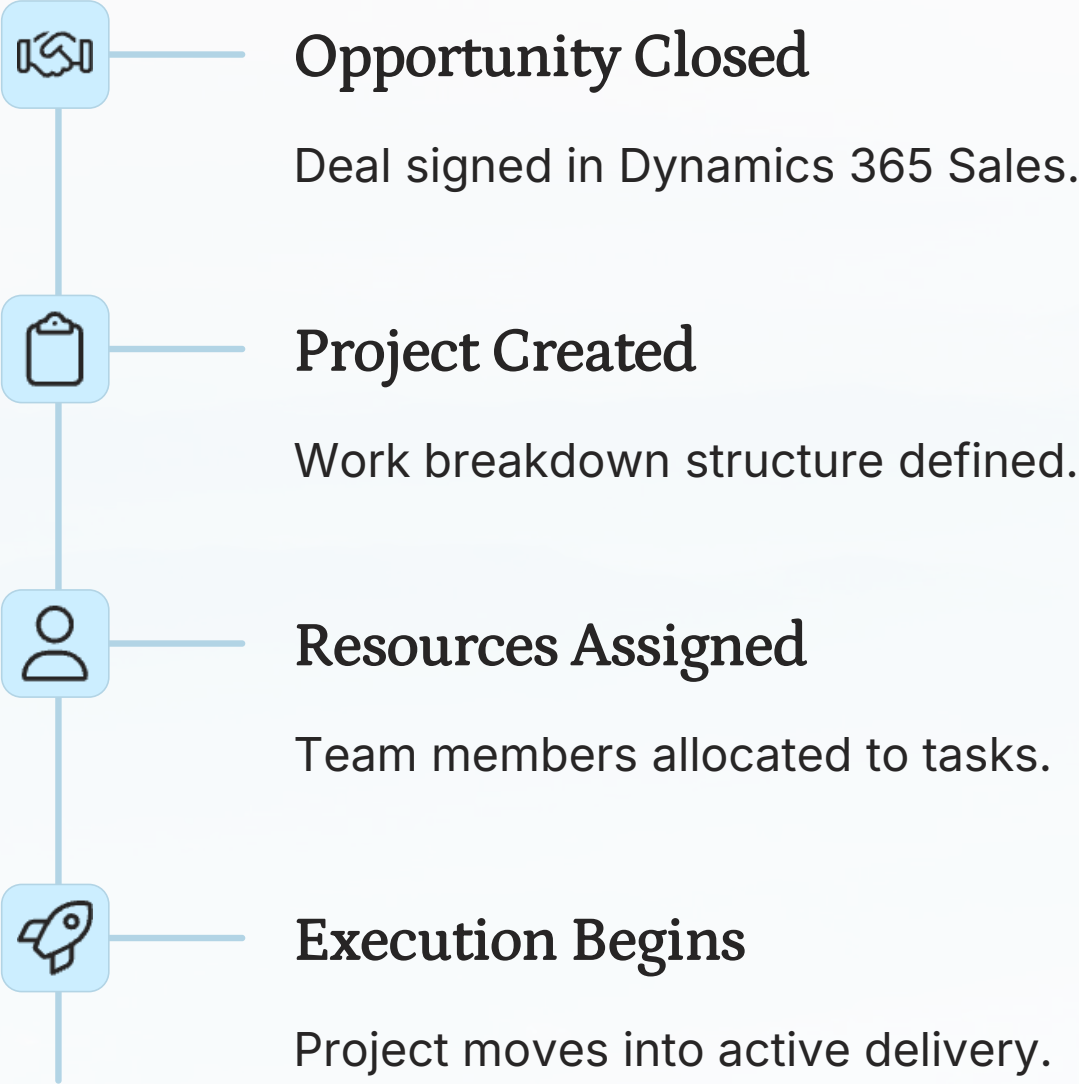 Opportunity Closed
Deal signed in Dynamics 365 Sales.
Project Created
Work breakdown structure defined.
Resources Assigned
Team members allocated to tasks.
Execution Begins
Project moves into active delivery.